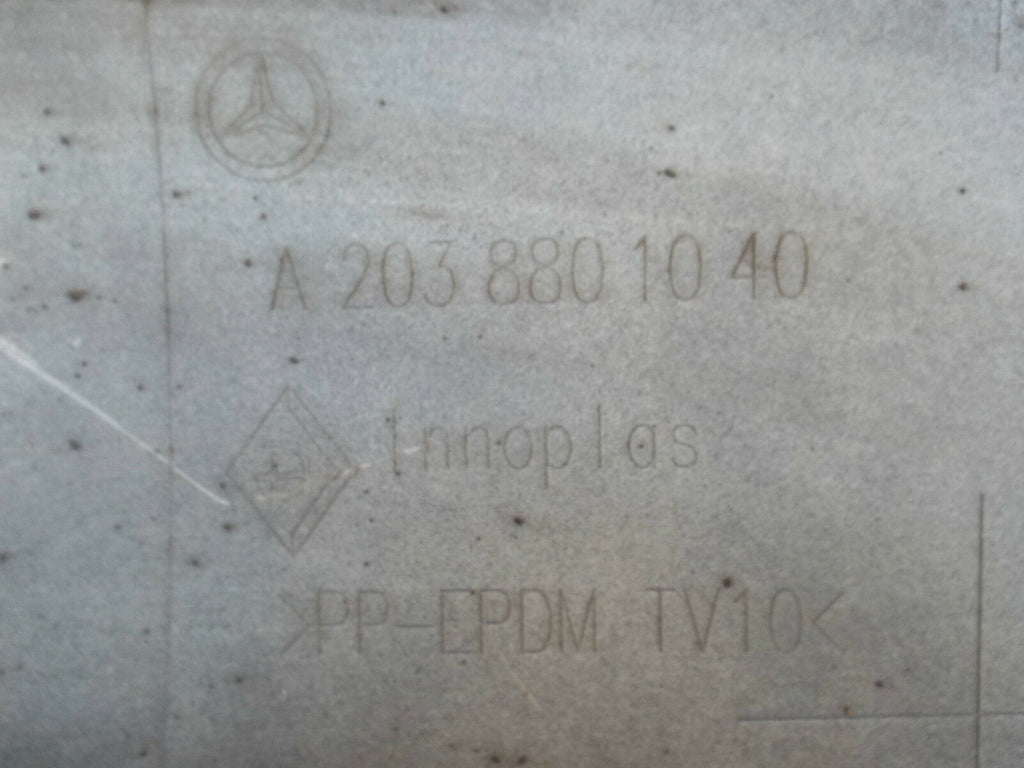 A 203 880 10 40
Innoplas
>PP-EPDM TV10<